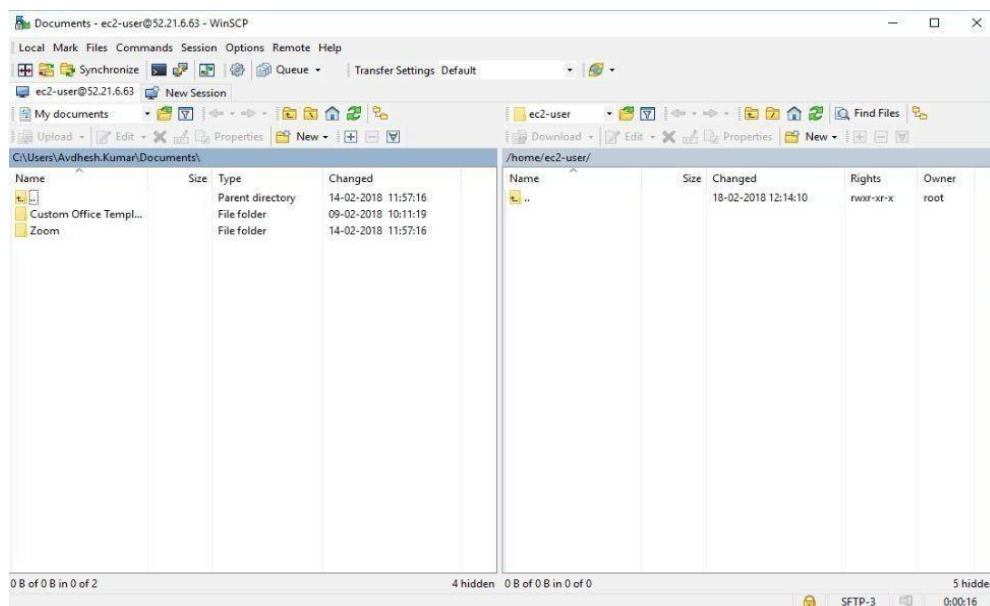 Documents - ec2-user@52.21.6.63 - WinSCP
Local Mark Files Commands Session Options Remote Help
Synchronize Queue Transfer Settings Default
ec2-user@52.21.6.63 New Session
My documents ec2-user Find Files
Upload Edit Properties New Download Edit Properties New
C:\Users\Avdhesh.Kumar\Documents\ /home/ec2-user/
Name Size Type Changed Name Size Changed Rights Owner
.. Parent directory 14-02-2018 11:57:16 .. 18-02-2018 12:14:10 rwxr-xr-x root
Custom Office Templ... File folder 09-02-2018 10:11:19
Zoom File folder 14-02-2018 11:57:16
0 B of 0 B in 0 of 2 4 hidden 0 B of 0 B in 0 of 0 5 hidde
SFTP-3 0:00:16